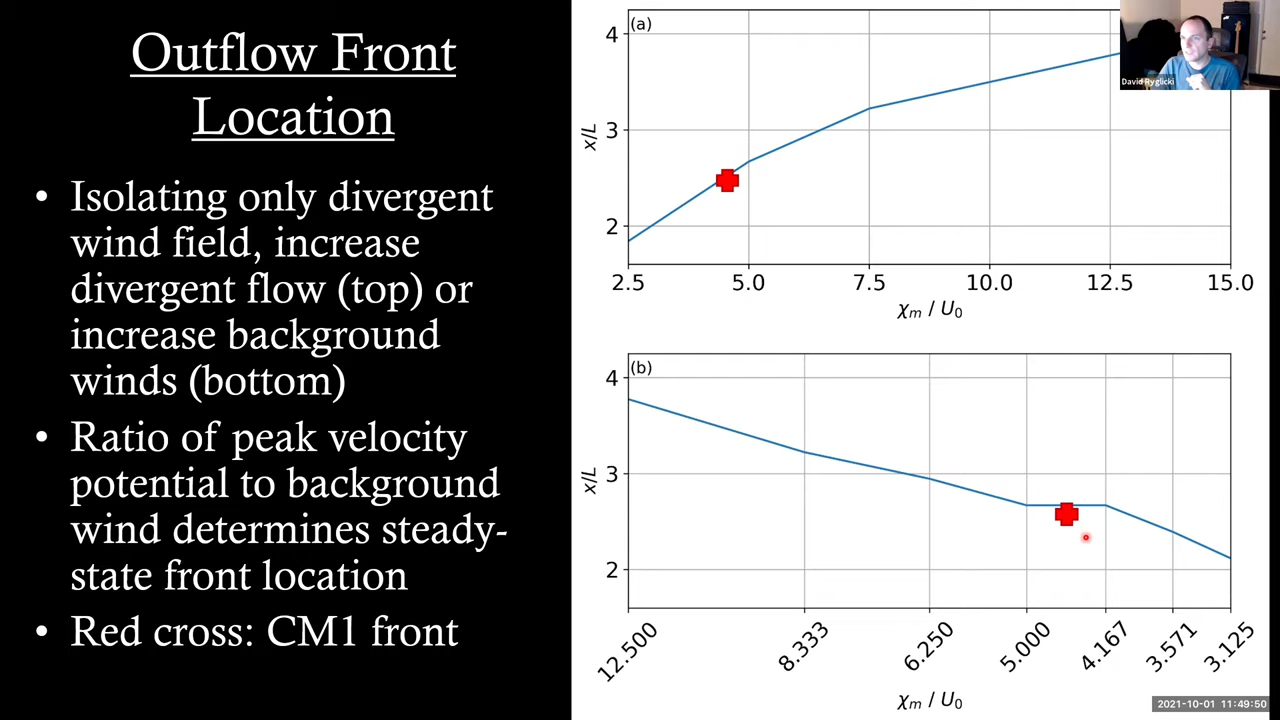 Outflow Front
Location
• Isolating only divergent
wind field, increase
divergent flow (top) or
increase background
winds (bottom)
• Ratio of peak velocity
potential to background
wind determines steady-
state front location
• Red cross: CM1 front
(a)
4
3
2
x/L
2.5 5.0 7.5 10.0 12.5 15.0
χm / U0
David Ryglicki
(b)
4
3
2
x/L
12.500 8.333 6.250 5.000 4.167 3.571 3.125
χm / U0
2021-10-01 11:49:50